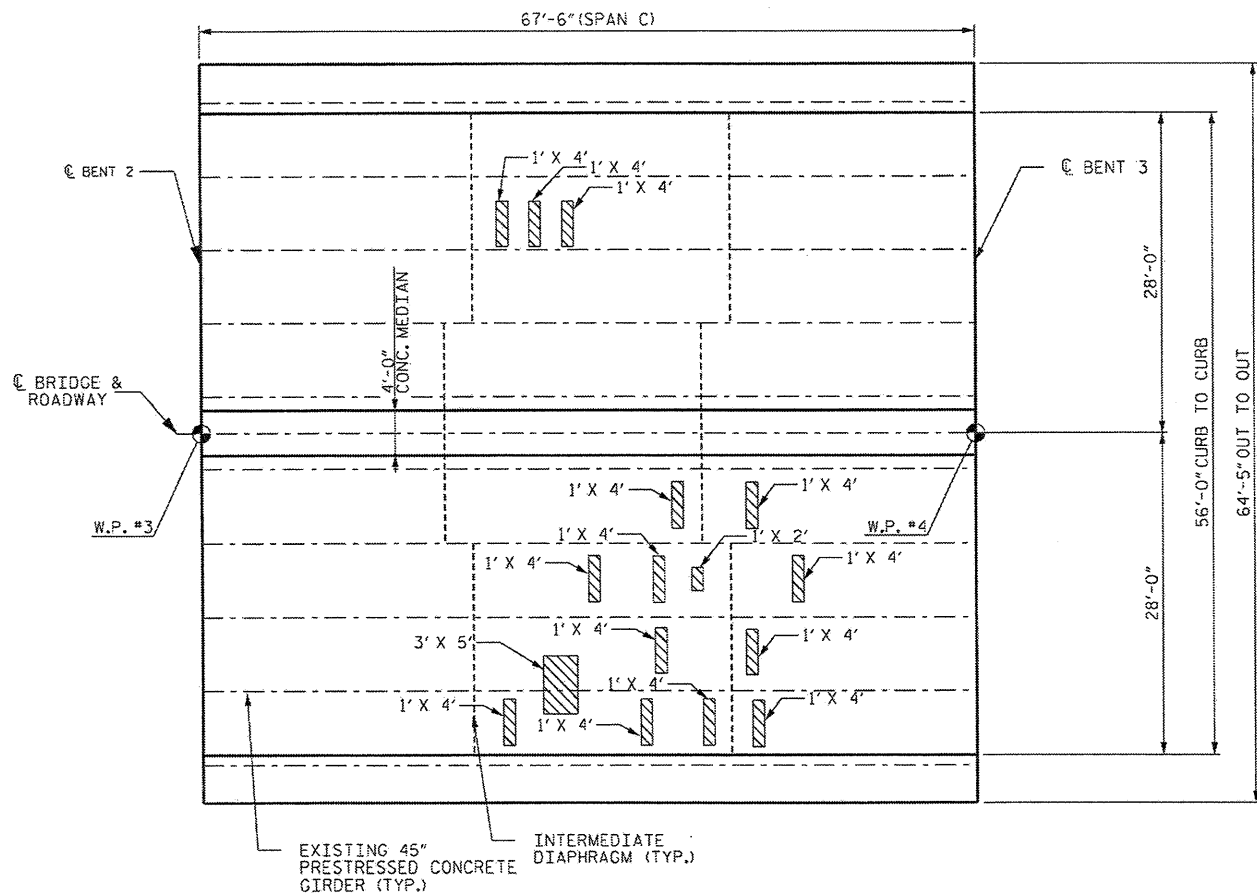 67'-6" (SPAN C)
1' X 4'
1' X 4'
1' X 4'
℄ BENT 2
℄ BENT 3
28'-0"
4'-0"
CONC. MEDIAN
℄ BRIDGE &
ROADWAY
56'-0" CURB TO CURB
64'-5" OUT TO OUT
W.P. #3
W.P. #4
1' X 4'
1' X 4'
1' X 4'
1' X 2'
1' X 4'
1' X 4'
28'-0"
1' X 4'
1' X 4'
3' X 5'
1' X 4'
1' X 4'
1' X 4'
1' X 4'
EXISTING 45"
PRESTRESSED CONCRETE
GIRDER (TYP.)
INTERMEDIATE
DIAPHRAGM (TYP.)